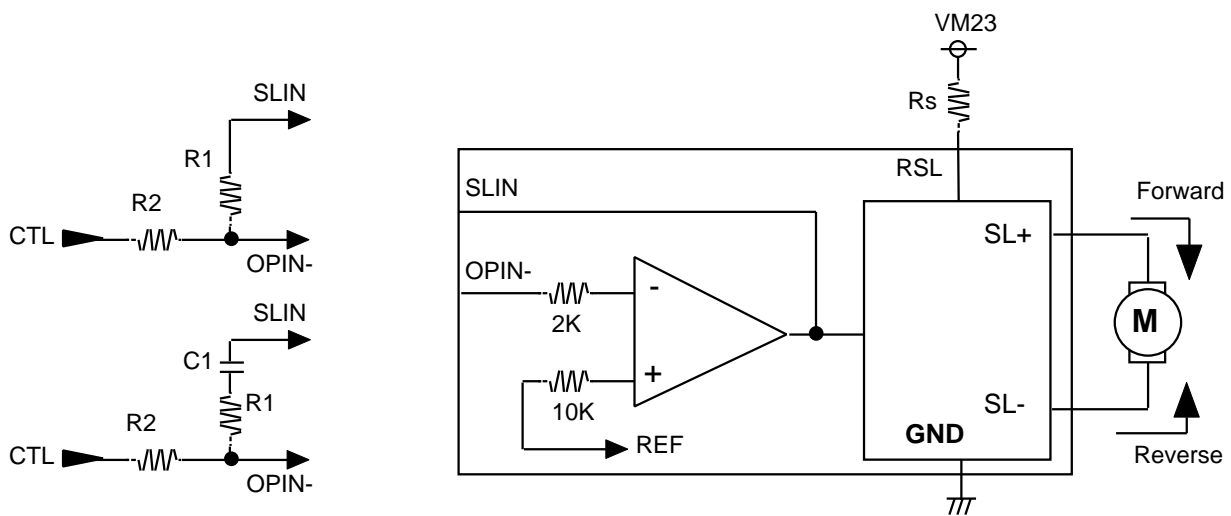 SLIN
R1
R2
CTL
OPIN-
SLIN
C1
R1
R2
CTL
OPIN-
VM23
Rs
RSL
SLIN
OPIN-
-
2K
+
10K
REF
SL+
SL-
GND
M
Forward
Reverse